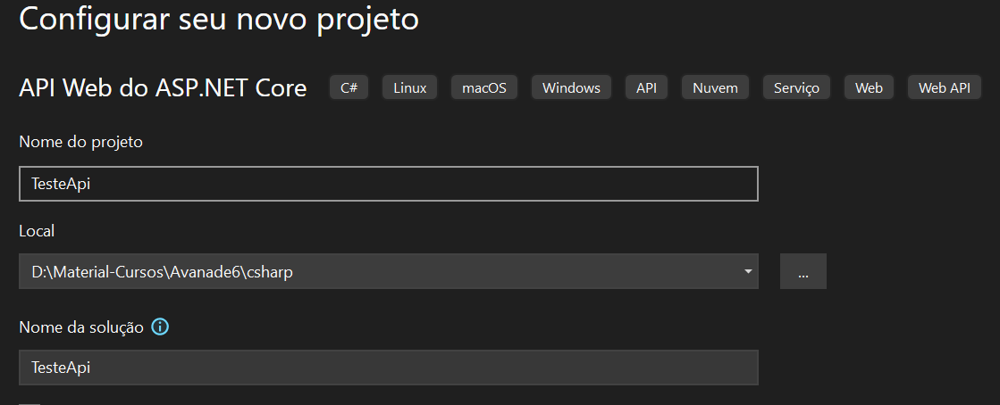 Configurar seu novo projeto
API Web do ASP.NET Core C# Linux macOS Windows API Nuvem Serviço Web Web API
Nome do projeto
TesteApi
Local
D:\Material-Cursos\Avanade6\csharp
...
Nome da solução
TesteApi